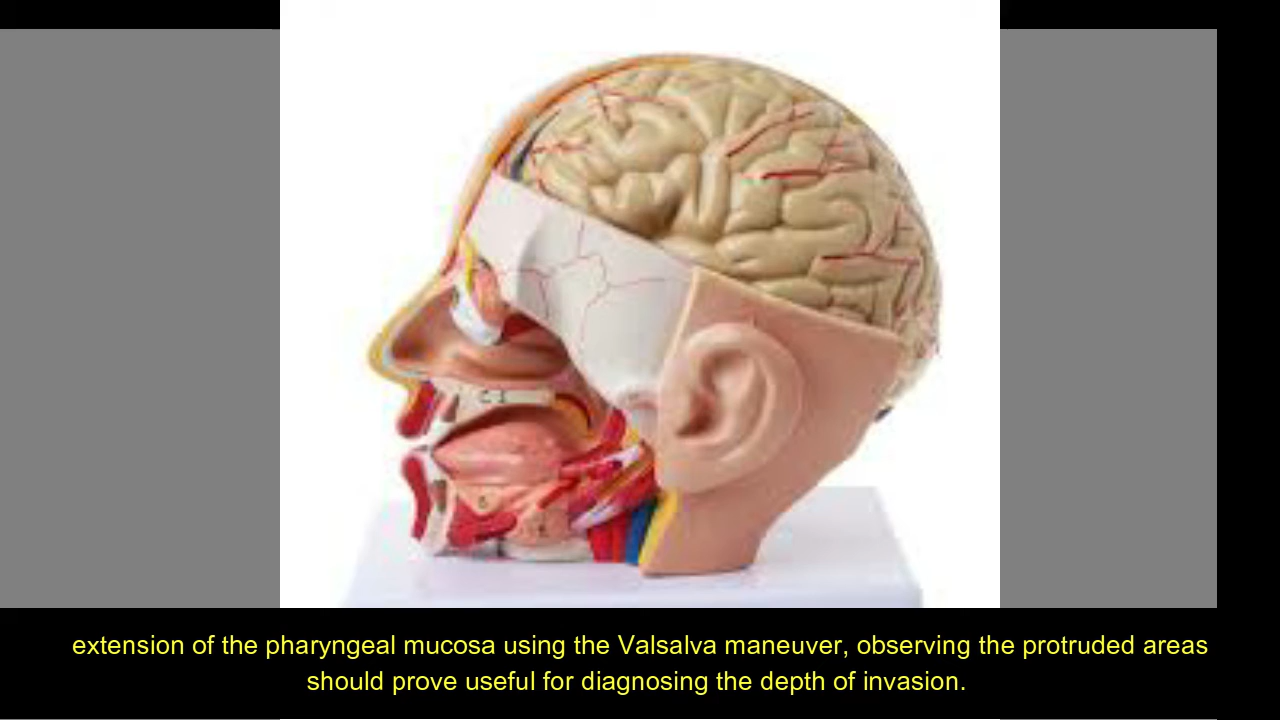 extension of the pharyngeal mucosa using the Valsalva maneuver, observing the protruded areas
should prove useful for diagnosing the depth of invasion.